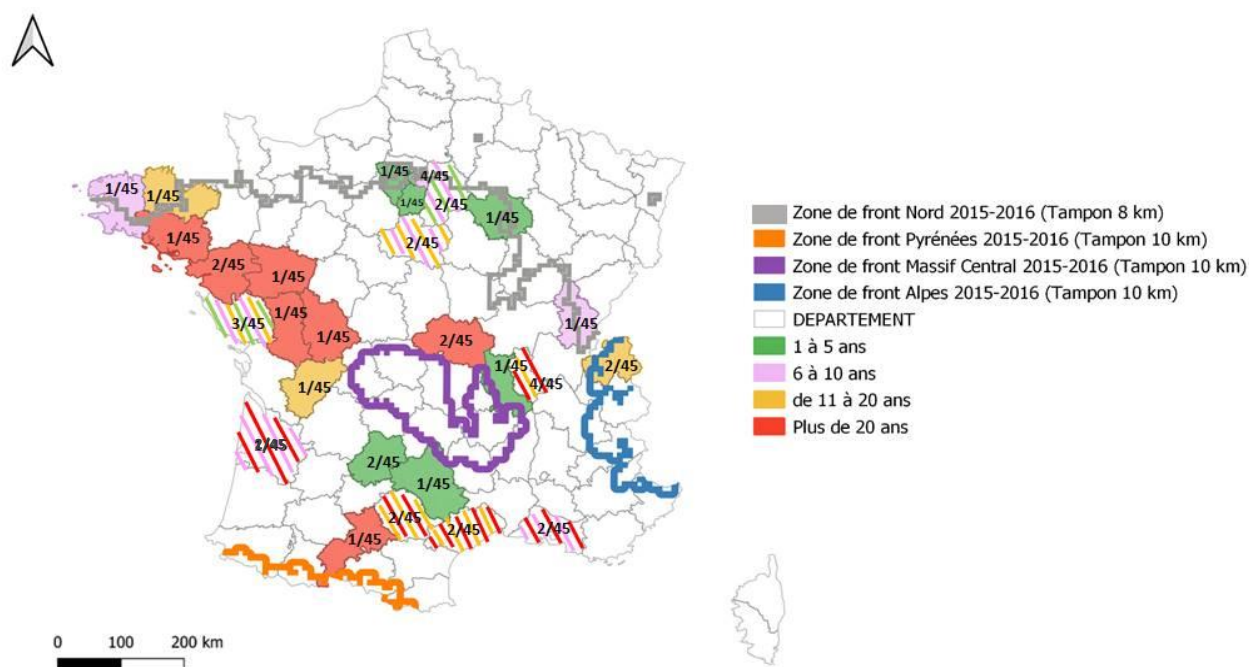 1/45
4/45
1/45 1/45
1/45 2/45 1/45
1/45 2/45
2/45
1/45
3/45 1/45
1/45 1/45
2/45
1/45 2/45
1/45 4/45
2/45
1/45
2/45 2/45 2/45
1/45
Zone de front Nord 2015-2016 (Tampon 8 km)
Zone de front Pyrénées 2015-2016 (Tampon 10 km)
Zone de front Massif Central 2015-2016 (Tampon 10 km)
Zone de front Alpes 2015-2016 (Tampon 10 km)
DEPARTEMENT
1 à 5 ans
6 à 10 ans
de 11 à 20 ans
Plus de 20 ans
0 100 200 km